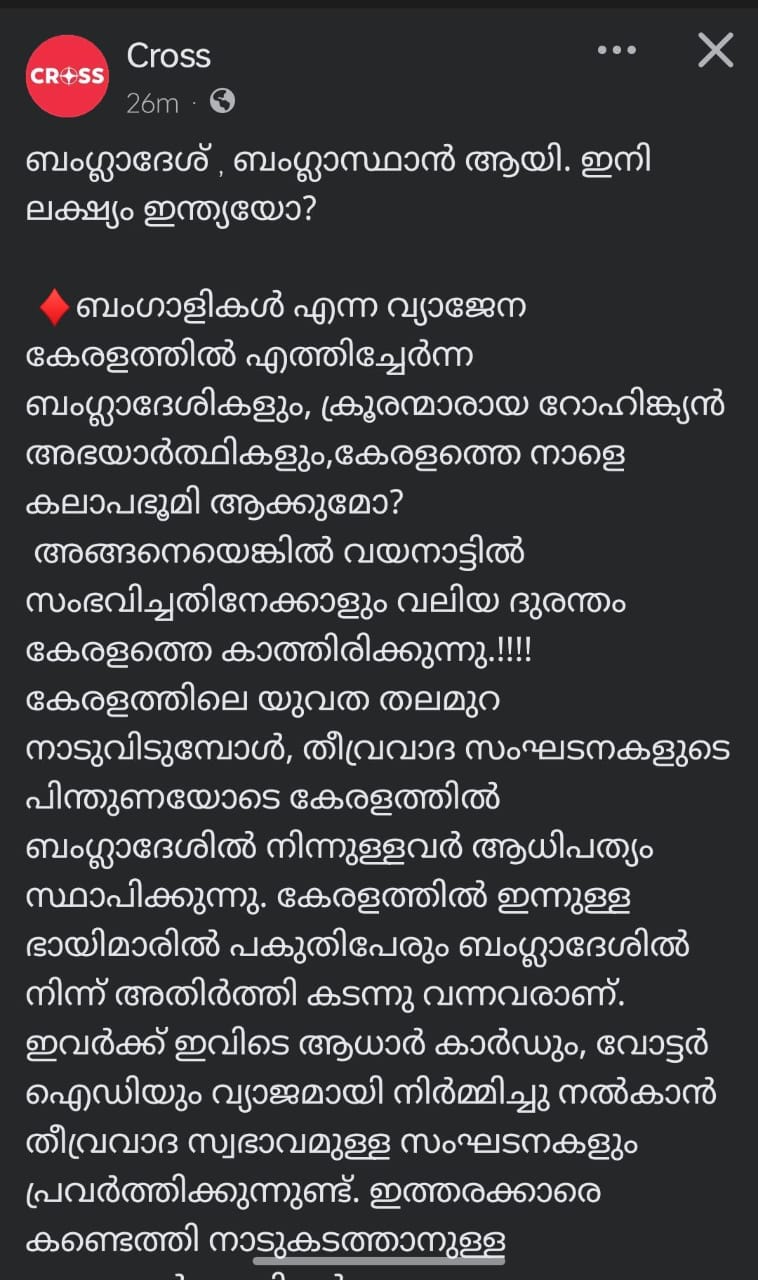 CROSS
Cross
26m ·
ബംഗ്ലാദേശ് , ബംഗ്ലാസ്ഥാൻ ആയി. ഇനി
ലക്ഷ്യം ഇന്ത്യയോ?
♦️ബംഗാളികൾ എന്ന വ്യാജേന
കേരളത്തിൽ എത്തിച്ചേർന്ന
ബംഗ്ലാദേശികളും, ക്രൂരന്മാരായ റോഹിങ്ക്യൻ
അഭയാർത്ഥികളും,കേരളത്തെ നാളെ
കലാപഭൂമി ആക്കുമോ?
അങ്ങനെയെങ്കിൽ വയനാട്ടിൽ
സംഭവിച്ചതിനേക്കാളും വലിയ ദുരന്തം
കേരളത്തെ കാത്തിരിക്കുന്നു.!!!!
കേരളത്തിലെ യുവത തലമുറ
നാടുവിടുമ്പോൾ, തീവ്രവാദ സംഘടനകളുടെ
പിന്തുണയോടെ കേരളത്തിൽ
ബംഗ്ലാദേശിൽ നിന്നുള്ളവർ ആധിപത്യം
സ്ഥാപിക്കുന്നു. കേരളത്തിൽ ഇന്നുള്ള
ഭായിമാരിൽ പകുതിപേരും ബംഗ്ലാദേശിൽ
നിന്ന് അതിർത്തി കടന്നു വന്നവരാണ്.
ഇവർക്ക് ഇവിടെ ആധാർ കാർഡും, വോട്ടർ
ഐഡിയും വ്യാജമായി നിർമ്മിച്ചു നൽകാൻ
തീവ്രവാദ സ്വഭാവമുള്ള സംഘടനകളും
പ്രവർത്തിക്കുന്നുണ്ട്. ഇത്തരക്കാരെ
കണ്ടെത്തി നാടുകടത്താനുള്ള